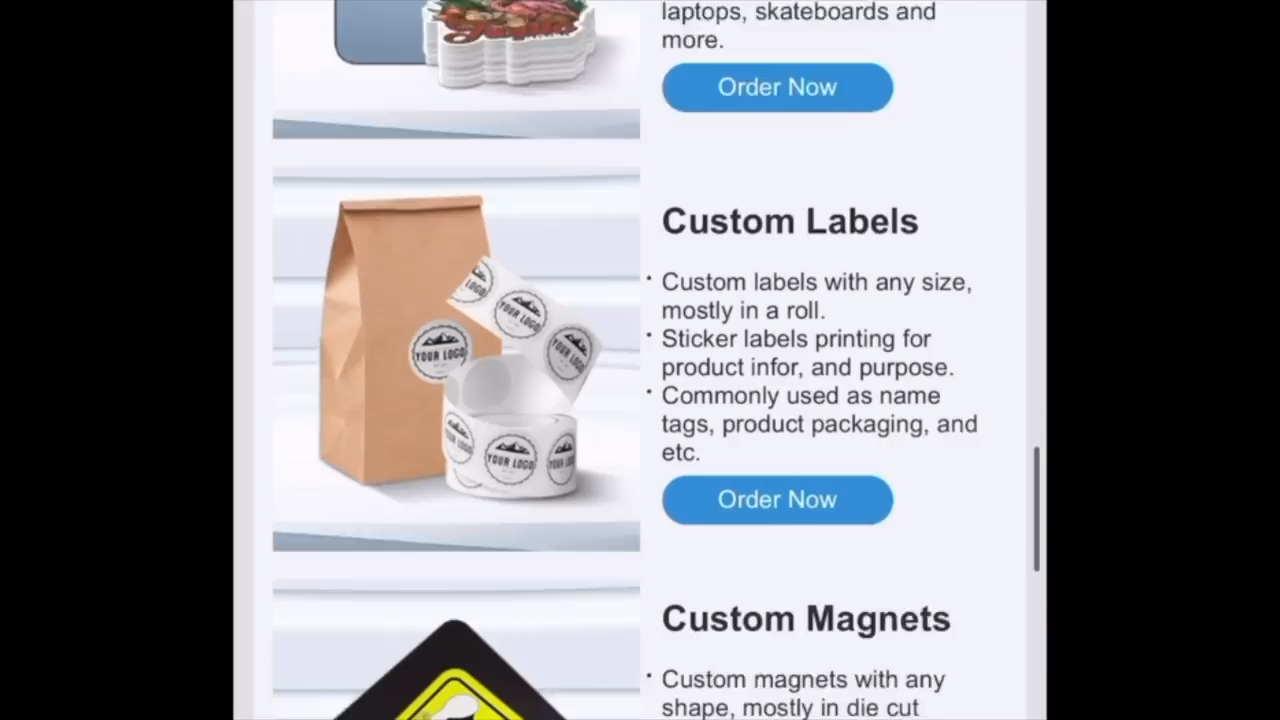 laptops, skateboards and
more.
Order Now
Custom Labels
· Custom labels with any size,
mostly in a roll.
· Sticker labels printing for
product infor, and purpose.
· Commonly used as name
tags, product packaging, and
etc.
Order Now
LOGO
YOUR LOGO
YOUR LOGO
YOUR LOGO
YOUR LOGO
YOUR LOGO
YOUR LOGO
Custom Magnets
· Custom magnets with any
shape, mostly in die cut